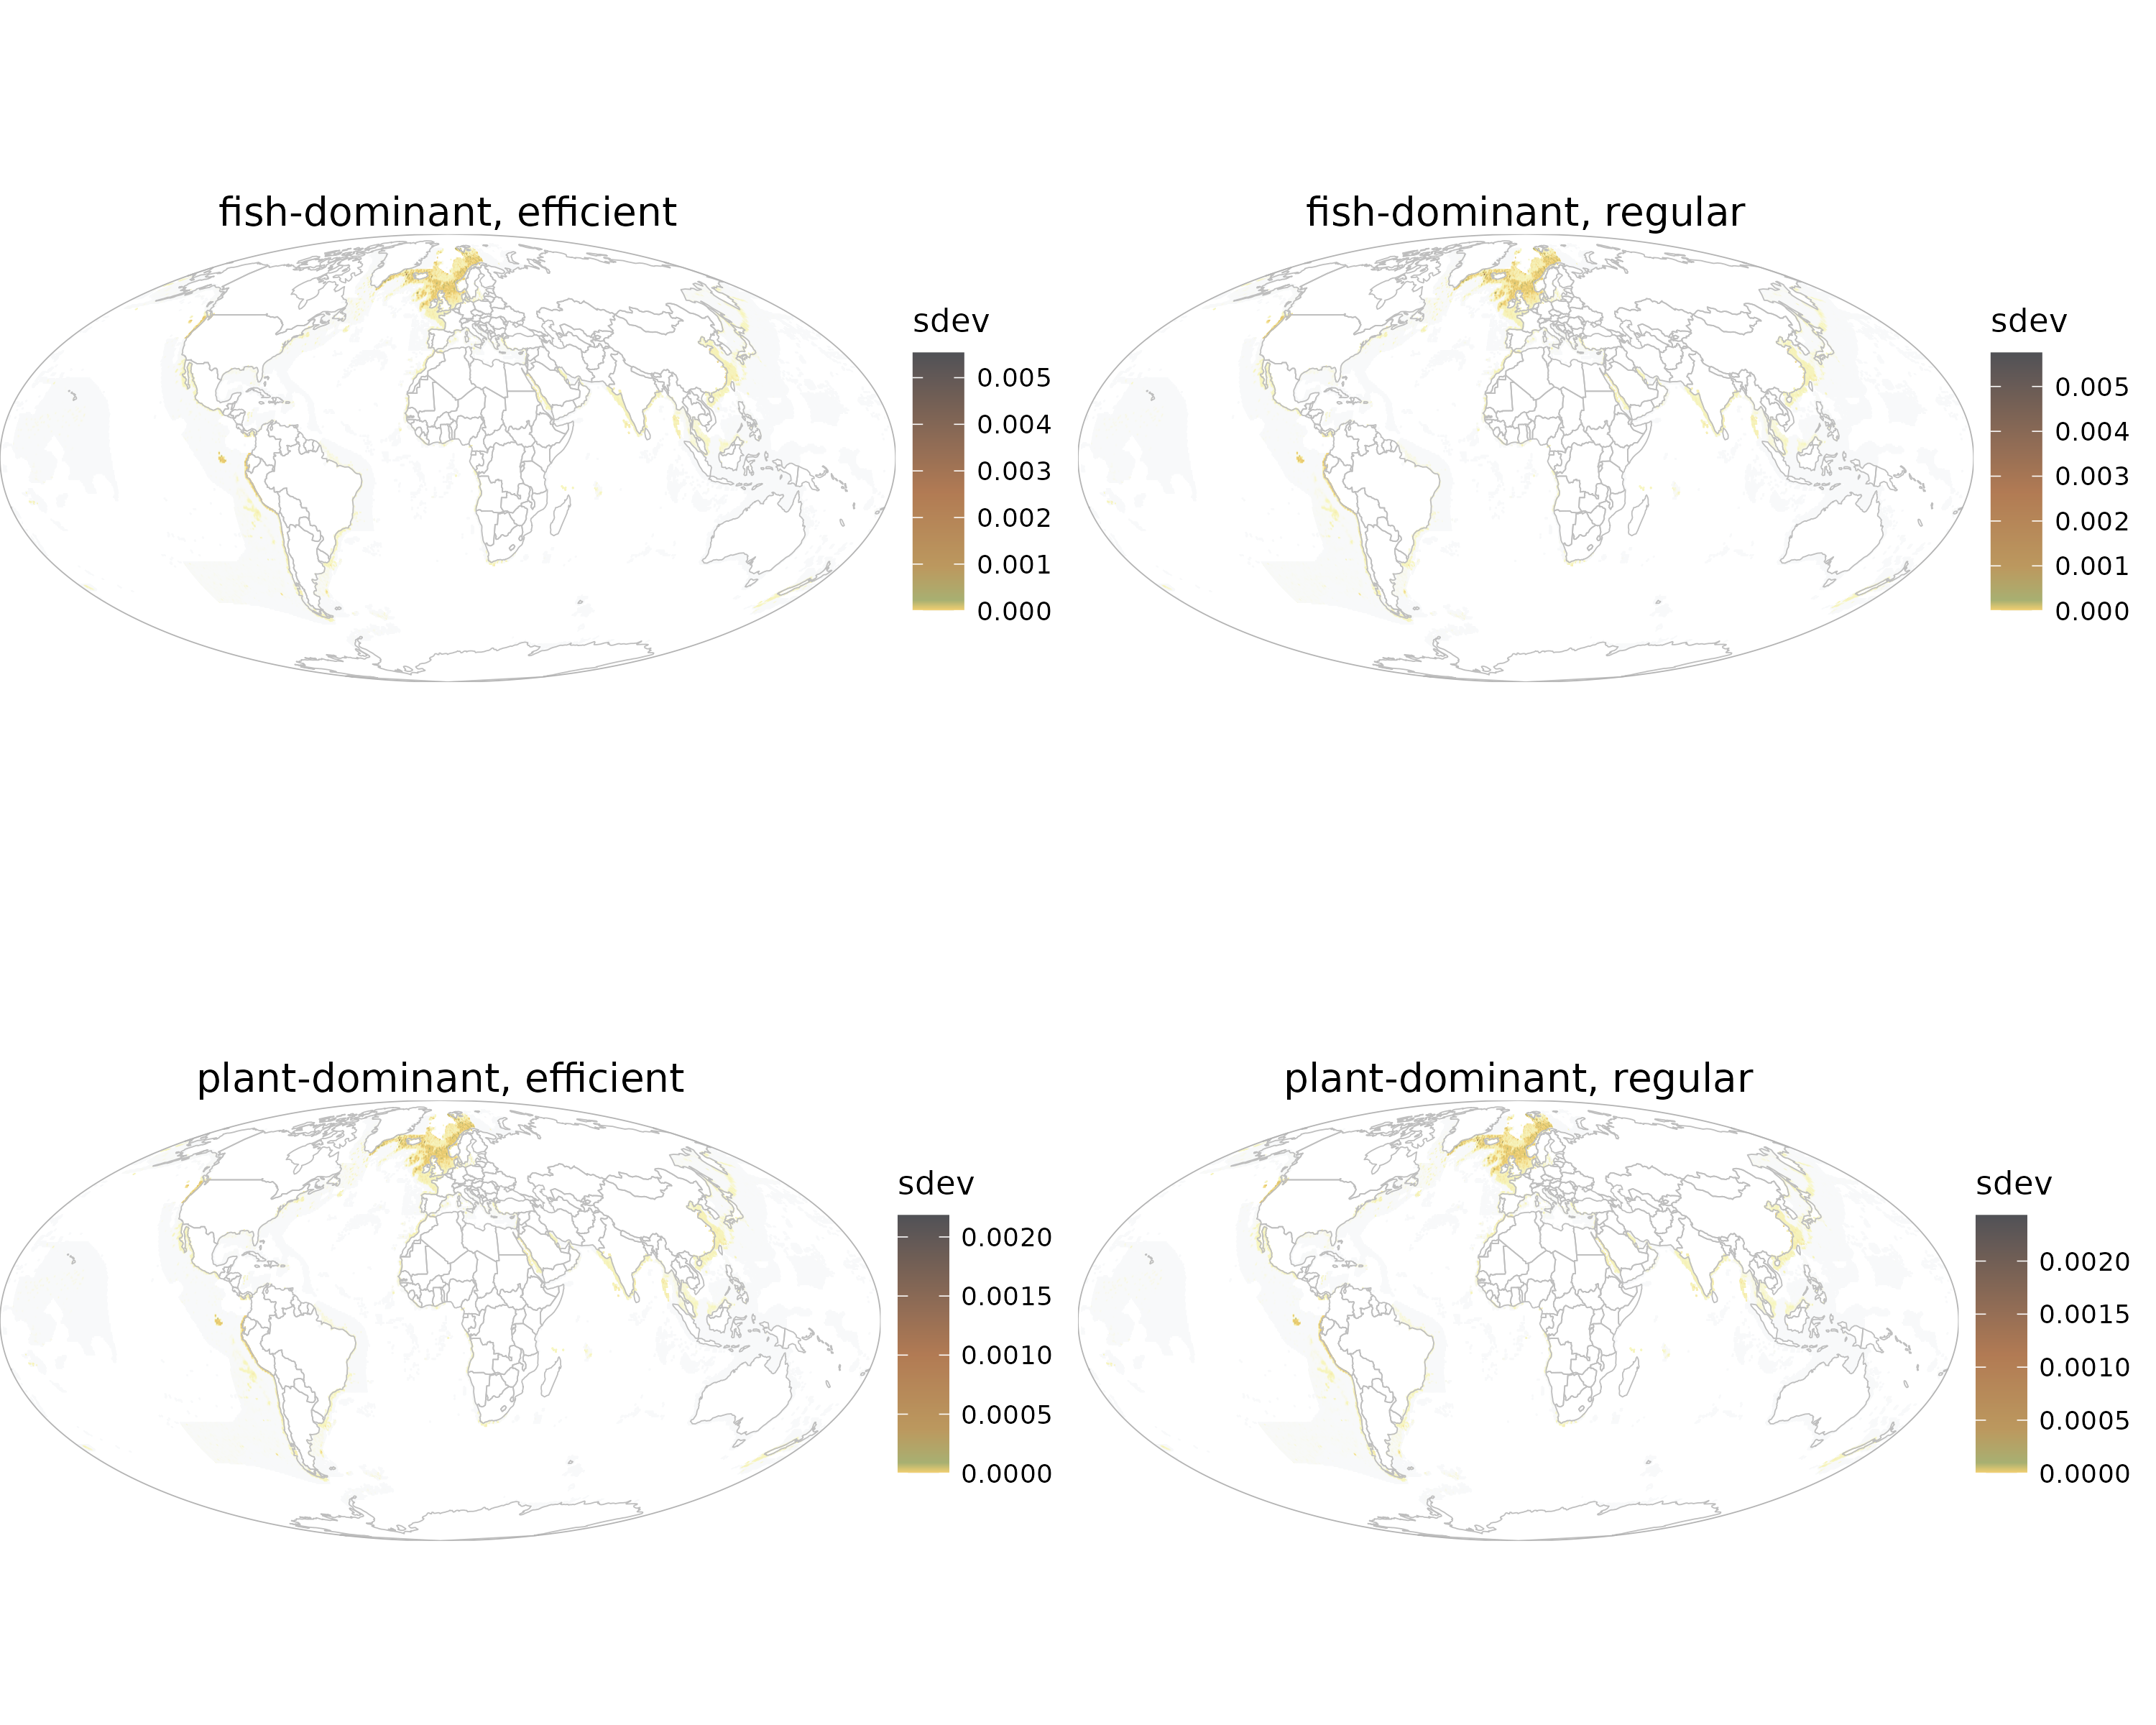 fish-dominant, efficient
sdev
0.005
0.004
0.003
0.002
0.001
0.000
fish-dominant, regular
sdev
0.005
0.004
0.003
0.002
0.001
0.000
plant-dominant, efficient
sdev
0.0020
0.0015
0.0010
0.0005
0.0000
plant-dominant, regular
sdev
0.0020
0.0015
0.0010
0.0005
0.0000